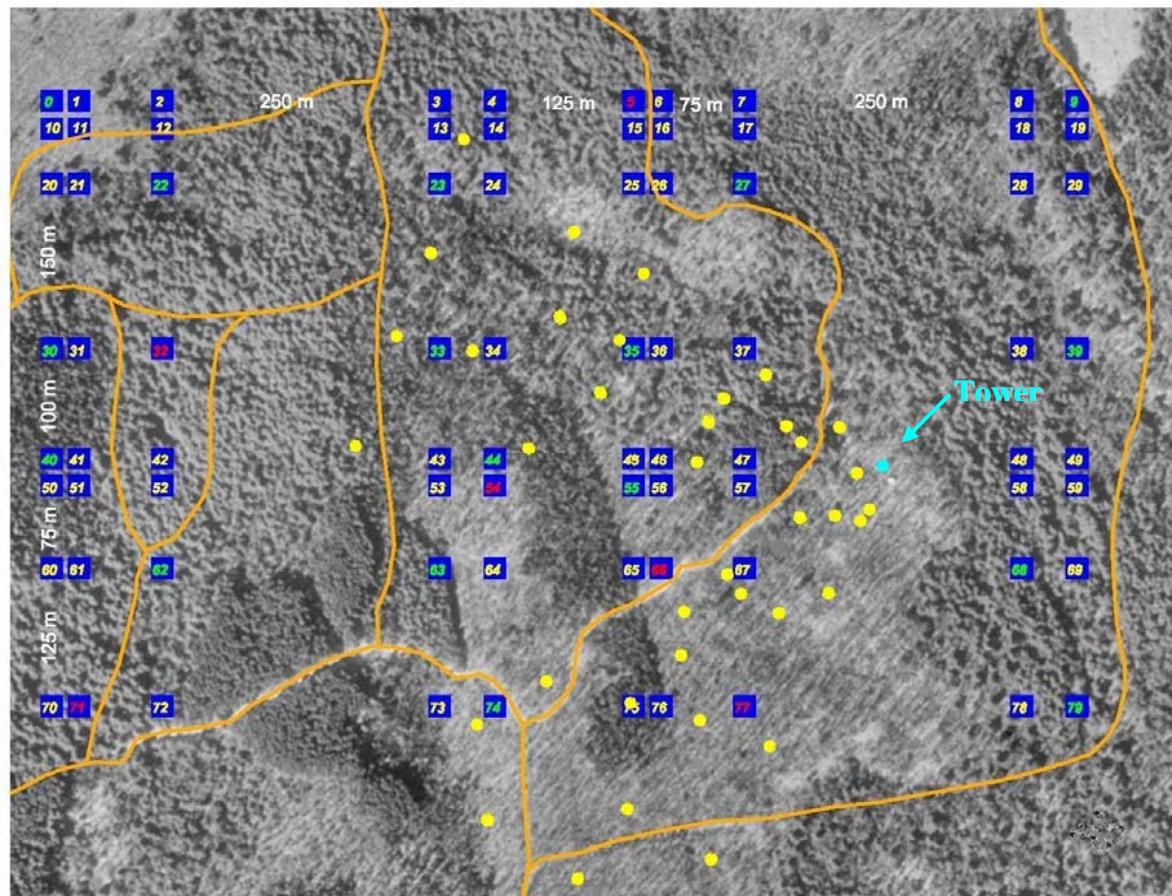 0 1 2 250 m 3 4 125 m 5 6 75 m 7 250 m 8 9
10 11 12 13 14 15 16 17 18 19
20 21 22 23 24 25 26 27 28 29
150 m
30 31 32 33 34 35 36 37 38 39
100 m
Tower
40 41 42 43 44 45 46 47 48 49
50 51 52 53 54 55 56 57 58 59
75 m
60 61 62 63 64 65 66 67 68 69
125 m
70 71 72 73 74 75 76 77 78 79